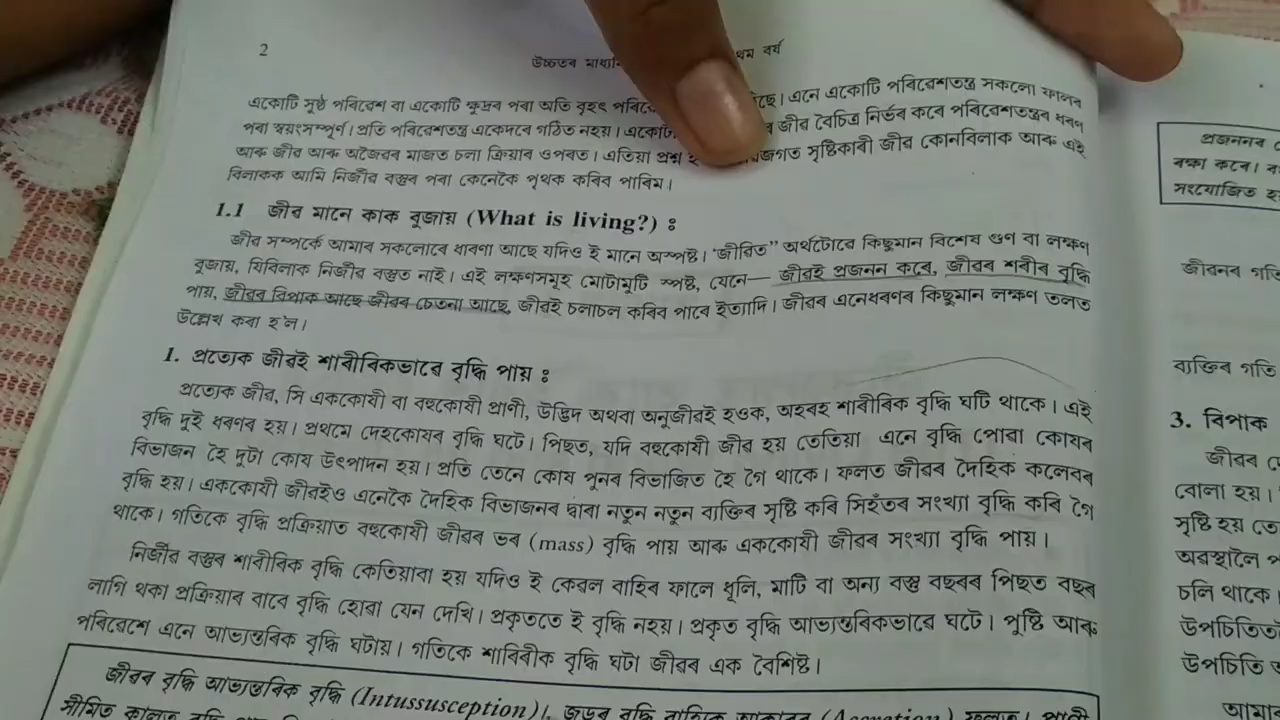 2
উচ্চতৰ মাধ্যমি থম বৰ্ষ
একোটি সুষ্ঠ পৰিৱেশ বা একোটি ক্ষুদ্ৰৰ পৰা অতি বৃহৎ পৰিৱে িছে। এনে একোটি পৰিৱেশতন্ত্ৰ সকলো ফালৰ
পৰা স্বয়ংসম্পূৰ্ণ। প্ৰতি পৰিৱেশতন্ত্ৰ একেদৰে গঠিত নহয়। একোটা ৰ জীৱ বৈচিত্ৰ নিৰ্ভৰ কৰে পৰিৱেশতন্ত্ৰৰ ধৰণ
আৰু জীৱ আৰু অজৈৱৰ মাজত চলা ক্ৰিয়াৰ ওপৰত। এতিয়া প্ৰশ্ন হ জগত সৃষ্টিকাৰী জীৱ কোনবিলাক আৰু এই
বিলাকক আমি নিৰ্জীৱ বস্তুৰ পৰা কেনেকৈ পৃথক কৰিব পাৰিম।
1.1 জীৱ মানে কাক বুজায় (What is living?) ঃ
জীৱ সম্পৰ্কে আমাৰ সকলোৰে ধাৰণা আছে যদিও ই মানে অস্পষ্ট। "জীৱিত" অৰ্থটোৱে কিছুমান বিশেষ গুণ বা লক্ষণ
বুজায়, যিবিলাক নিৰ্জীৱ বস্তুত নাই। এই লক্ষণসমূহ মোটামুটি স্পষ্ট, যেনে— জীৱই প্ৰজনন কৰে, জীৱৰ শৰীৰ বৃদ্ধি
পায়, জীৱৰ বিপাক আছে জীৱৰ চেতনা আছে, জীৱই চলাচল কৰিব পাৰে ইত্যাদি। জীৱৰ এনেধৰণৰ কিছুমান লক্ষণ তলত
উল্লেখ কৰা হ'ল।
1. প্ৰত্যেক জীৱই শাৰীৰিকভাৱে বৃদ্ধি পায় ঃ
প্ৰত্যেক জীৱ, সি এককোষী বা বহুকোষী প্ৰাণী, উদ্ভিদ অথবা অনুজীৱই হওক, অহৰহ শাৰীৰিক বৃদ্ধি ঘটি থাকে। এই
বৃদ্ধি দুই ধৰণৰ হয়। প্ৰথমে দেহকোষৰ বৃদ্ধি ঘটে। পিছত, যদি বহুকোষী জীৱ হয় তেতিয়া এনে বৃদ্ধি পোৱা কোষৰ
বিভাজন হৈ দুটা কোষ উৎপাদন হয়। প্ৰতি তেনে কোষ পুনৰ বিভাজিত হৈ গৈ থাকে। ফলত জীৱৰ দৈহিক কলেবৰ
বৃদ্ধি হয়। এককোষী জীৱইও এনেকৈ দৈহিক বিভাজনৰ দ্বাৰা নতুন নতুন ব্যক্তিৰ সৃষ্টি কৰি সিহঁতৰ সংখ্যা বৃদ্ধি কৰি গৈ
থাকে। গতিকে বৃদ্ধি প্ৰক্ৰিয়াত বহুকোষী জীৱৰ ভৰ (mass) বৃদ্ধি পায় আৰু এককোষী জীৱৰ সংখ্যা বৃদ্ধি পায়।
নিৰ্জীৱ বস্তুৰ শাৰীৰিক বৃদ্ধি কেতিয়াবা হয় যদিও ই কেৱল বাহিৰ ফালে ধূলি, মাটি বা অন্য বস্তু বছৰৰ পিছত বছৰ
লাগি থকা প্ৰক্ৰিয়াৰ বাবে বৃদ্ধি হোৱা যেন দেখি। প্ৰকৃততে ই বৃদ্ধি নহয়। প্ৰকৃত বৃদ্ধি আভ্যন্তৰিকভাৱে ঘটে। পুষ্টি আৰু
পৰিৱেশে এনে আভ্যন্তৰিক বৃদ্ধি ঘটায়। গতিকে শাৰিৰীক বৃদ্ধি ঘটা জীৱৰ এক বৈশিষ্ট।
জীৱৰ বৃদ্ধি আভ্যন্তৰিক বৃদ্ধি (Intussusception)। জড়ৰ বৃদ্ধি বাহ্যিক আকাৰৰ (Accretion) ফলত। প্ৰাণী
সীমিত কালত বৃদ্ধি
প্ৰজননৰ
ৰক্ষা কৰে।
সংযোজিত
জীৱনৰ গতি
ব্যক্তিৰ গতি
3. বিপাক
জীৱৰ
বোলা হয়।
সৃষ্টি হয়
অৱস্থালৈ
চলি থাকে।
উপচিতিত
উপচিতি
আমাৰ